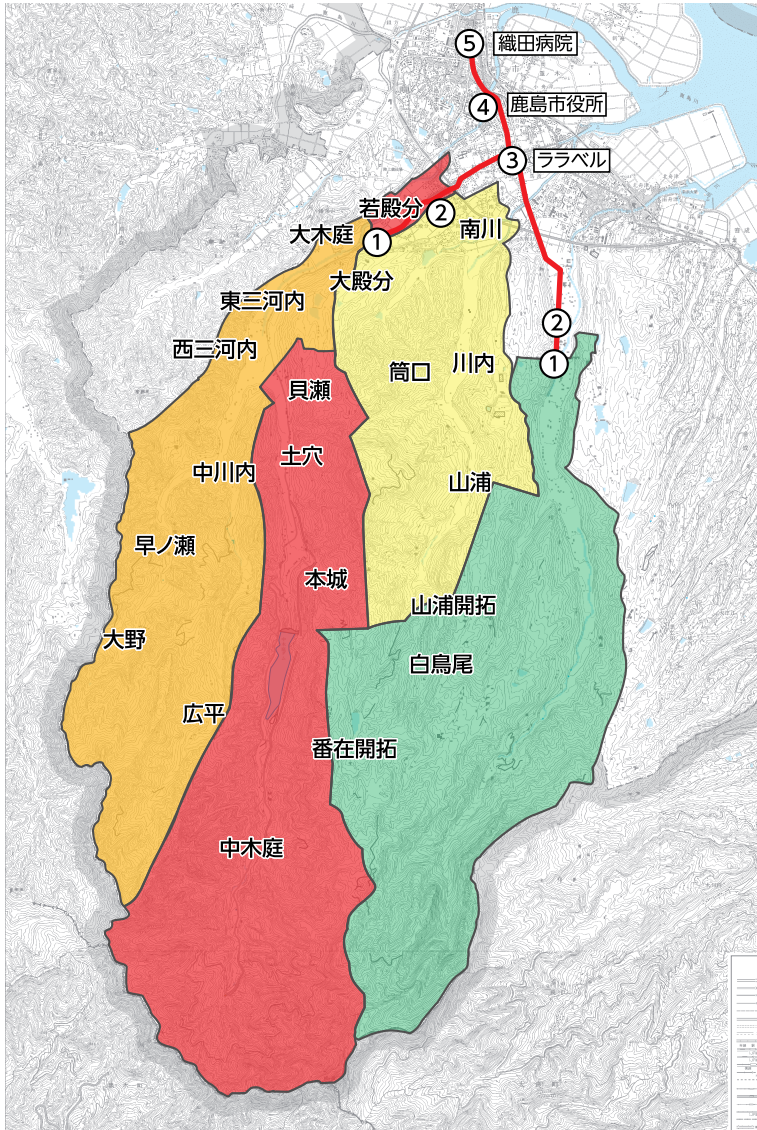 ⑤ 織田病院
④ 鹿島市役所
③ ララベル
若殿分
②
南川
①
大木庭
大殿分
東三河内
②
西三河内
川内
①
筒口
貝瀬
土穴
中川内
山浦
早ノ瀬
本城
山浦開拓
大野
白鳥尾
広平
番在開拓
中木庭